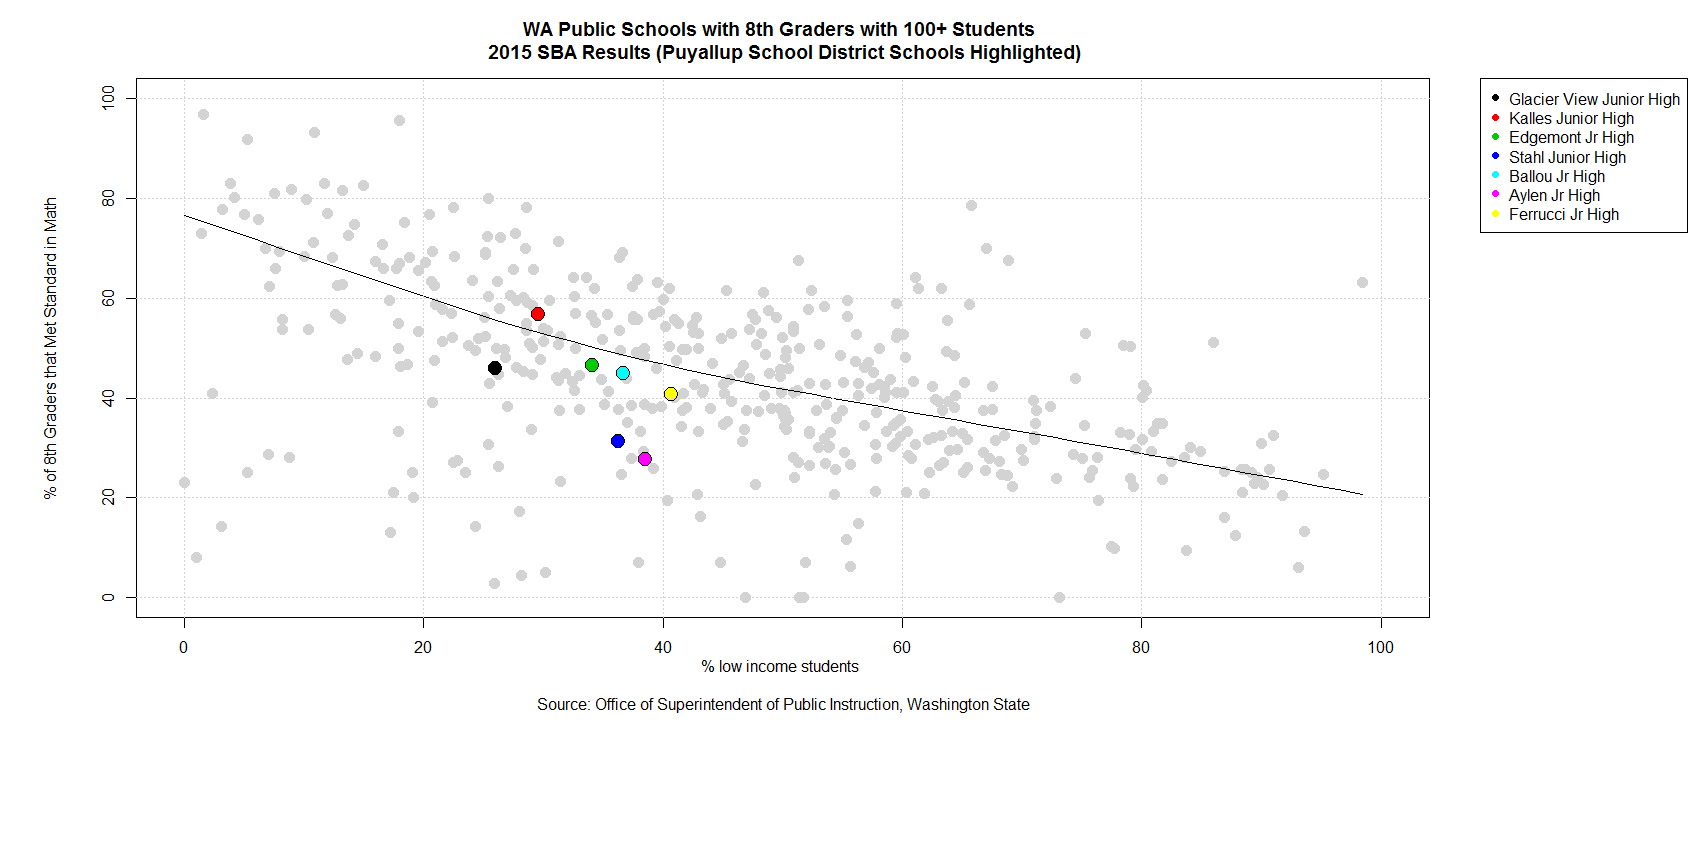 WA Public Schools with 8th Graders with 100+ Students
2015 SBA Results (Puyallup School District Schools Highlighted)
% of 8th Graders that Met Standard in Math
100
80
60
40
20
0
0 20 40 60 80 100
% low income students
Source: Office of Superintendent of Public Instruction, Washington State
Glacier View Junior High
Kalles Junior High
Edgemont Jr High
Stahl Junior High
Ballou Jr High
Aylen Jr High
Ferrucci Jr High